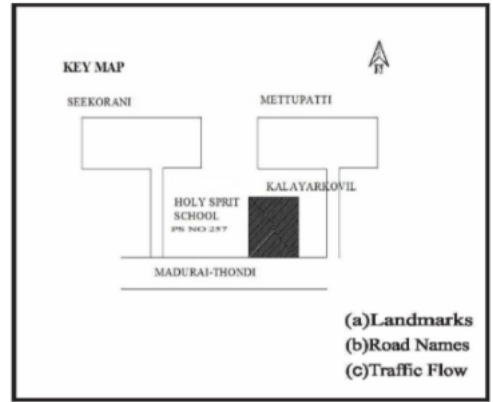 KEY MAP
N
SEEKORANI
METTUPATTI
KALAYARKOVIL
HOLY SPRIT
SCHOOL
PS NO 257
MADURAI-THONDI
(a)Landmarks
(b)Road Names
(c)Traffic Flow